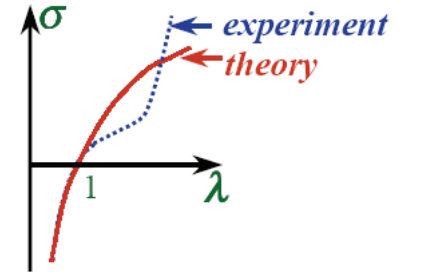 σ
experiment
theory
1
λ